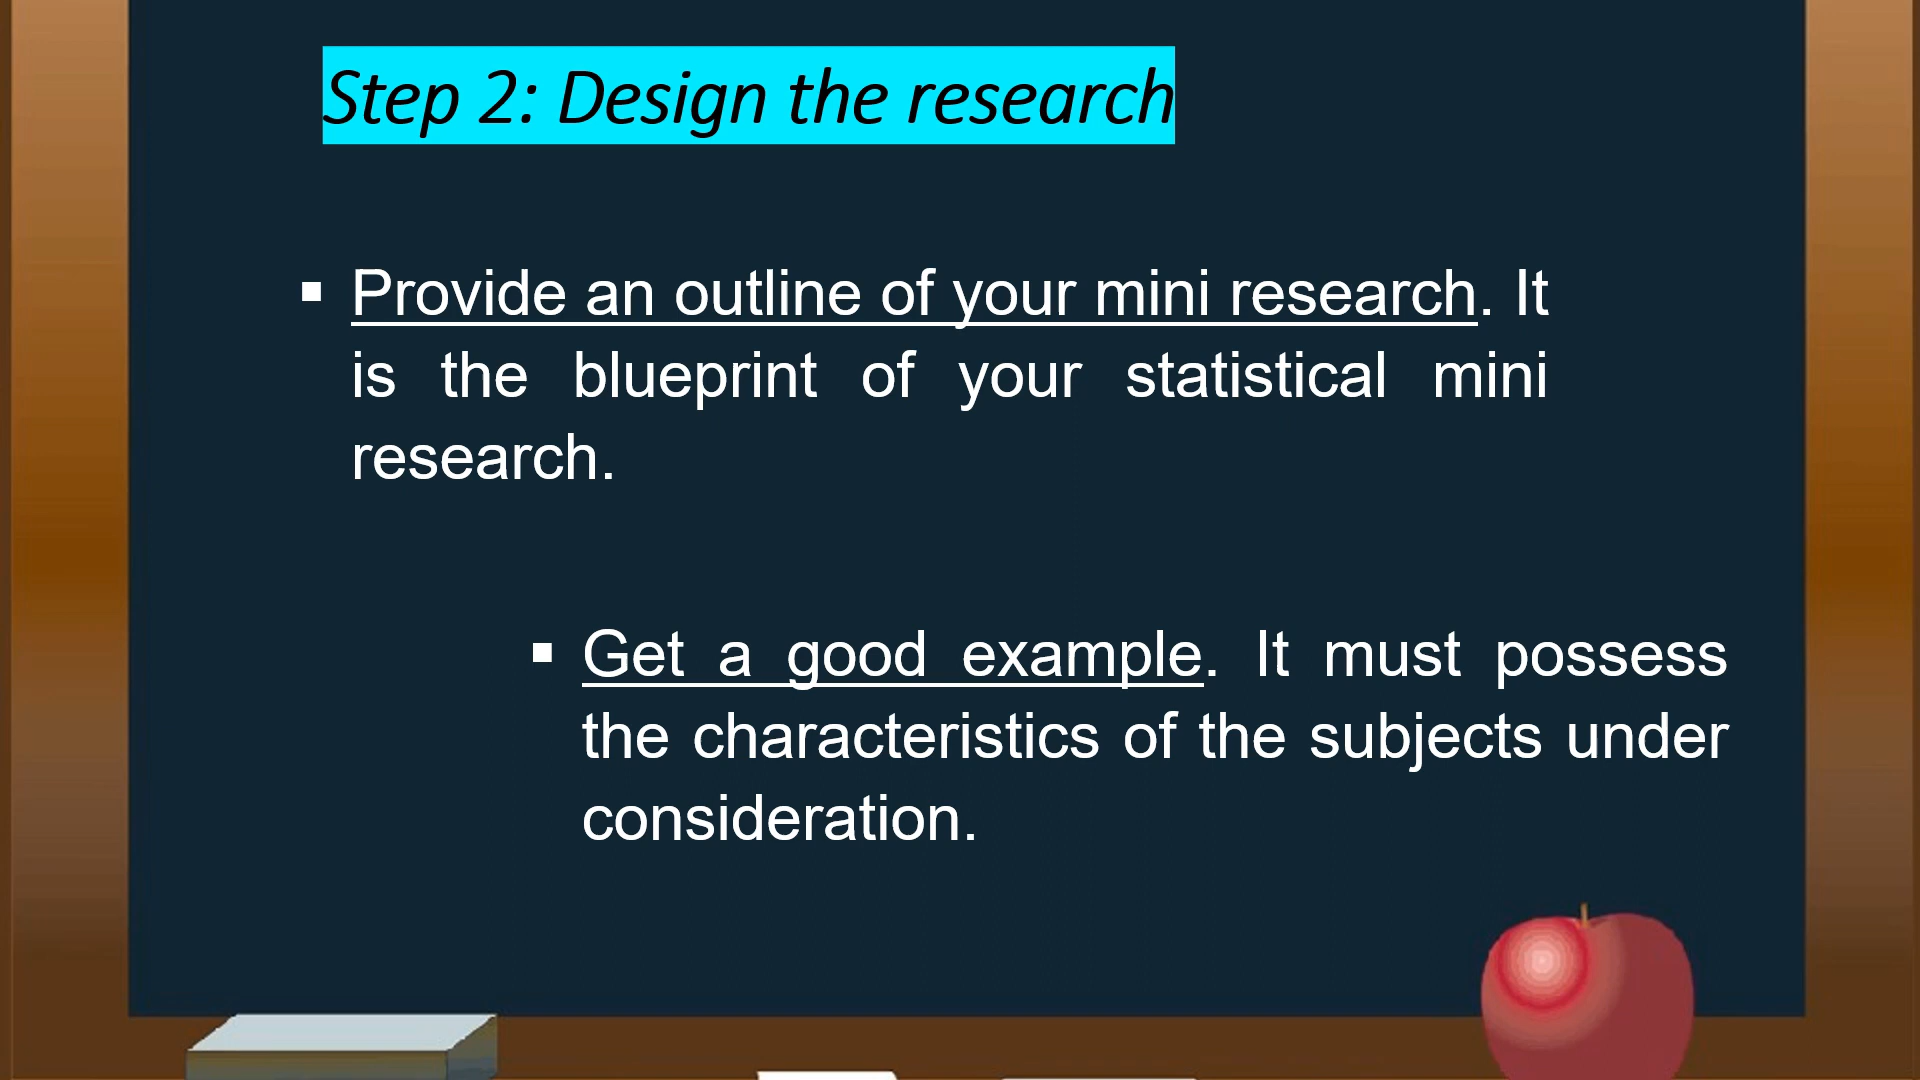 Step 2: Design the research
▪ Provide an outline of your mini research. It
is the blueprint of your statistical mini
research.
▪ Get a good example. It must possess
the characteristics of the subjects under
consideration.